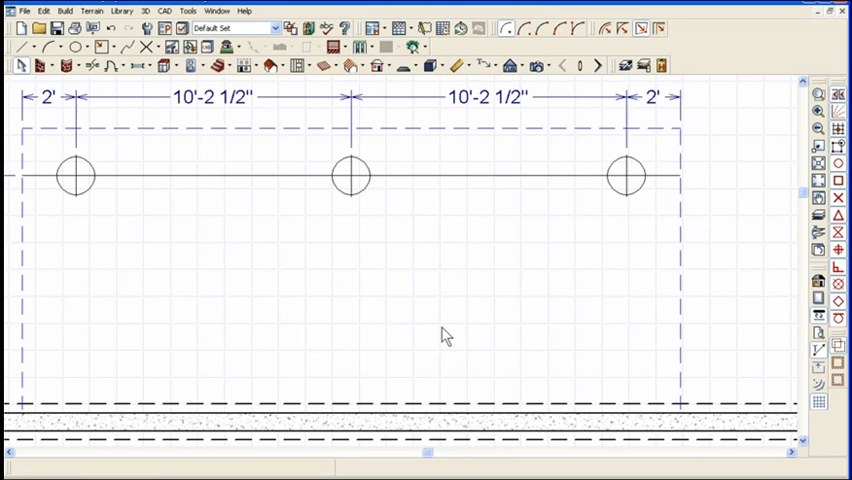 File Edit Build Terrain Library 3D CAD Tools Window Help
Default Set
2' 10'-2 1/2" 10'-2 1/2" 2'